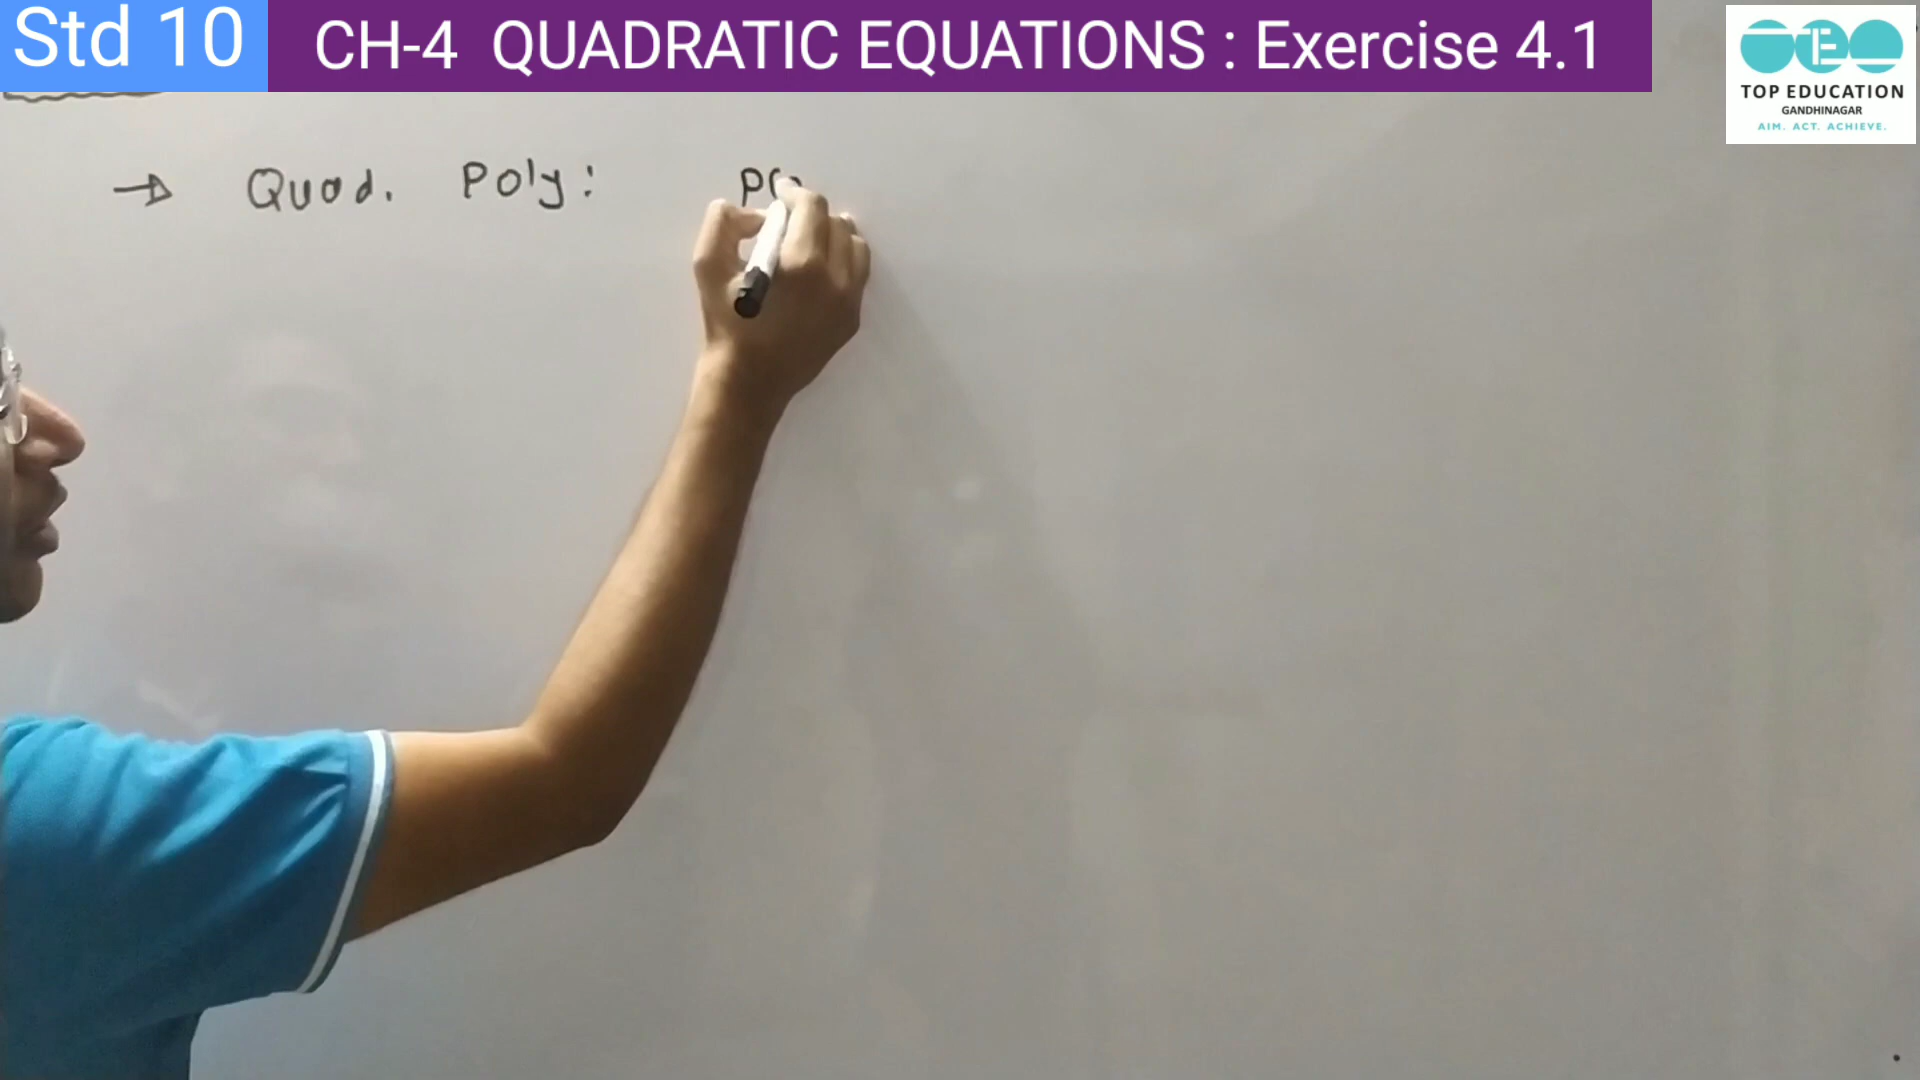 Std 10
CH-4 QUADRATIC EQUATIONS : Exercise 4.1
TOP EDUCATION
GANDHINAGAR
AIM. ACT. ACHIEVE.
→ Quad. Poly: P(